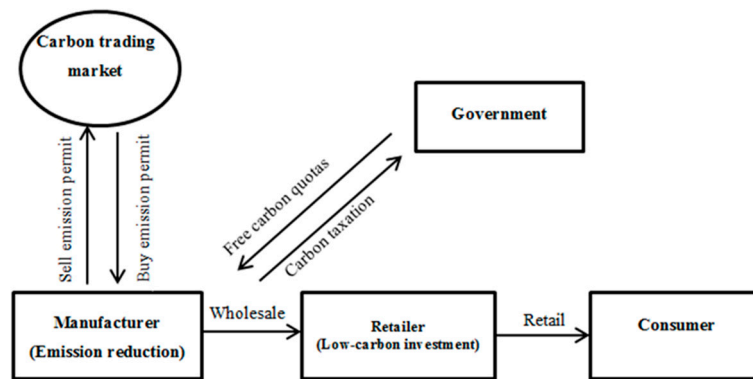 Carbon trading
market
Government
Sell emission permit
Buy emission permit
Free carbon quotas
Carbon taxation
Manufacturer
(Emission reduction)
Wholesale
Retailer
(Low-carbon investment)
Retail
Consumer